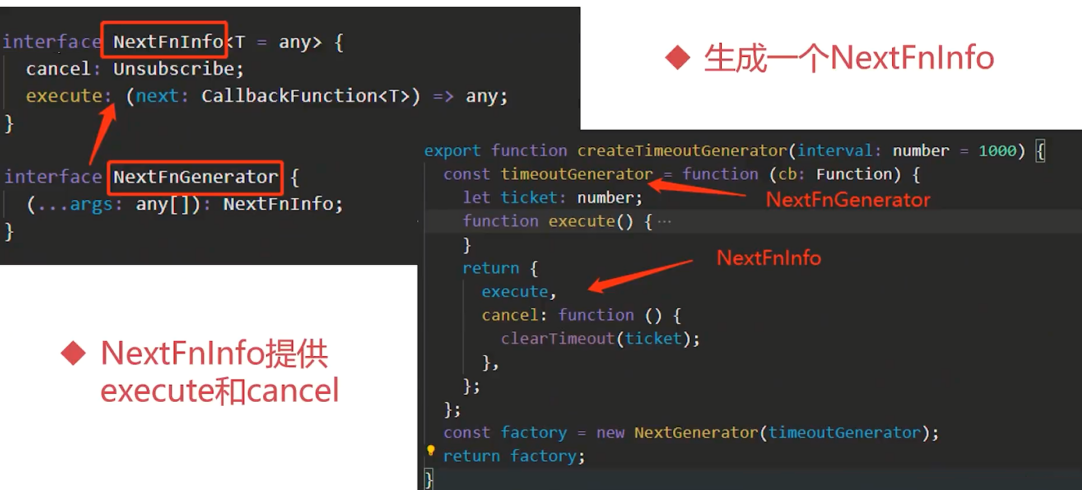 interface NextFnInfo<T = any> {
  cancel: Unsubscribe;
  execute: (next: CallbackFunction<T>) => any;
}
interface NextFnGenerator {
  (...args: any[]): NextFnInfo;
}
◆ 生成一个NextFnInfo
export function createTimeoutGenerator(interval: number = 1000) {
  const timeoutGenerator = function (cb: Function) {
    let ticket: number;
    function execute() { ⋯
    }
    return {
      execute,
      cancel: function () {
        clearTimeout(ticket);
      },
    };
  };
  const factory = new NextGenerator(timeoutGenerator);
  return factory;
}
NextFnGenerator
NextFnInfo
◆ NextFnInfo提供
execute和cancel